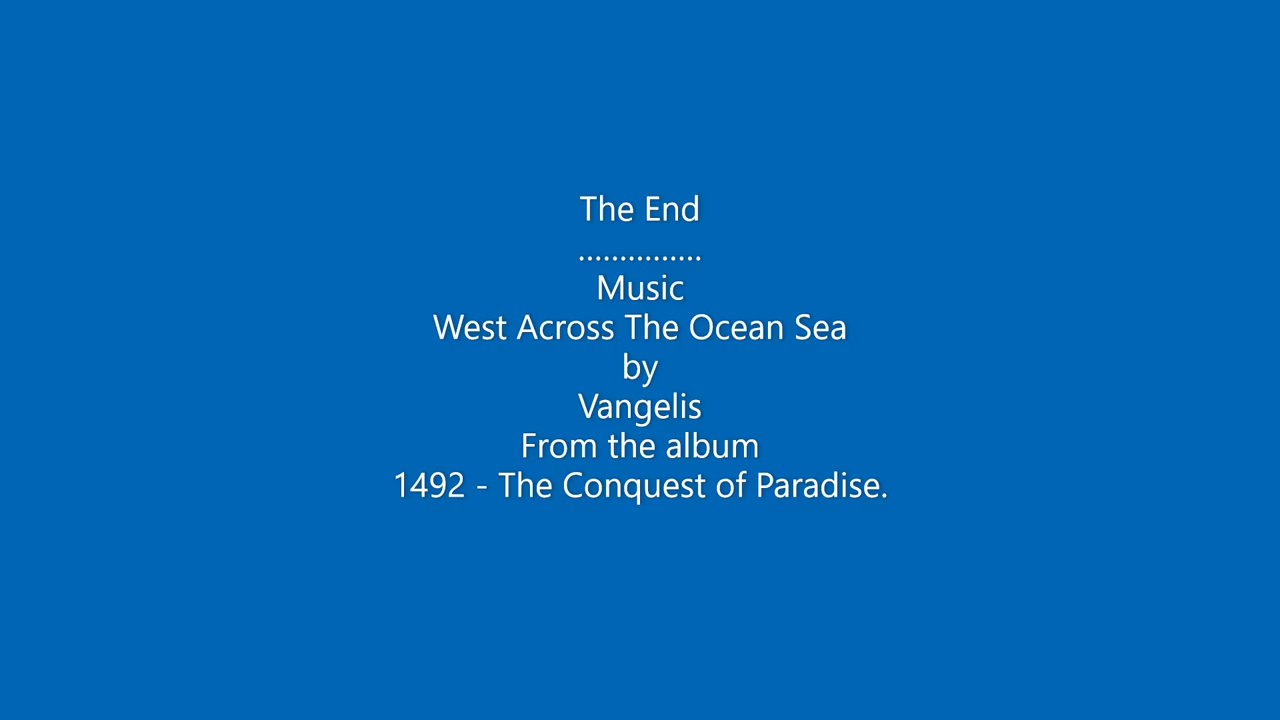 The End
...............
Music
West Across The Ocean Sea
by
Vangelis
From the album
1492 - The Conquest of Paradise.